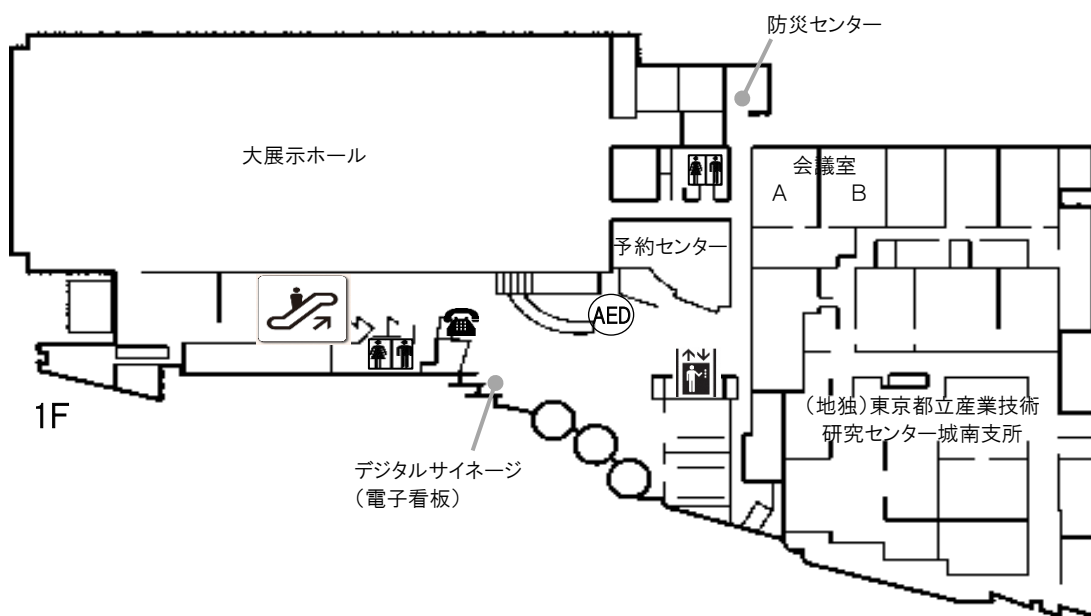 防災センター
大展示ホール
会議室
A B
予約センター
AED
1F
(地独)東京都立産業技術
研究センター城南支所
デジタルサイネージ
(電子看板)